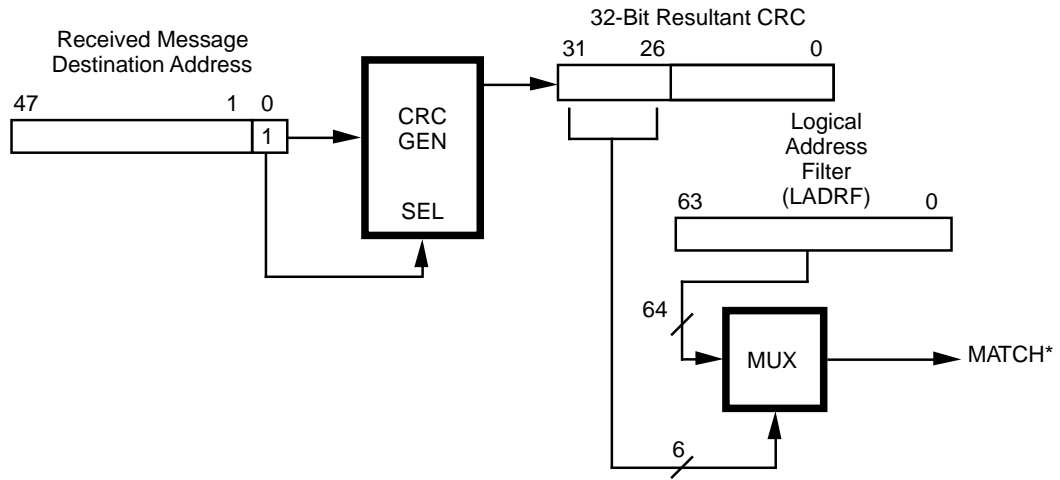 32-Bit Resultant CRC
Received Message
Destination Address
31 26 0
47 1 0
1
CRC
GEN
SEL
Logical
Address
Filter
(LADRF)
63 0
64
MUX
MATCH*
6